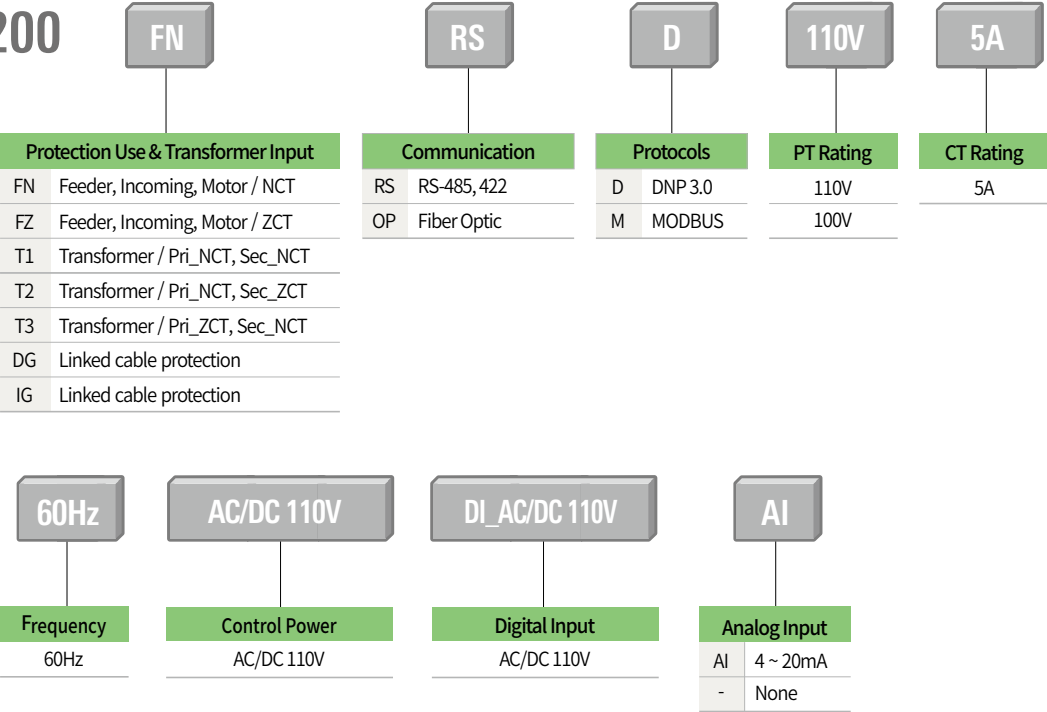 200 FN RS D 110V 5A
Protection Use & Transformer Input
FN Feeder, Incoming, Motor / NCT
FZ Feeder, Incoming, Motor / ZCT
T1 Transformer / Pri_NCT, Sec_NCT
T2 Transformer / Pri_NCT, Sec_ZCT
T3 Transformer / Pri_ZCT, Sec_NCT
DG Linked cable protection
IG Linked cable protection
Communication
RS RS-485, 422
OP Fiber Optic
Protocols
D DNP 3.0
M MODBUS
PT Rating
110V
100V
CT Rating
5A
60Hz AC/DC 110V DI_AC/DC 110V AI
Frequency
60Hz
Control Power
AC/DC 110V
Digital Input
AC/DC 110V
Analog Input
AI 4 ~ 20mA
- None